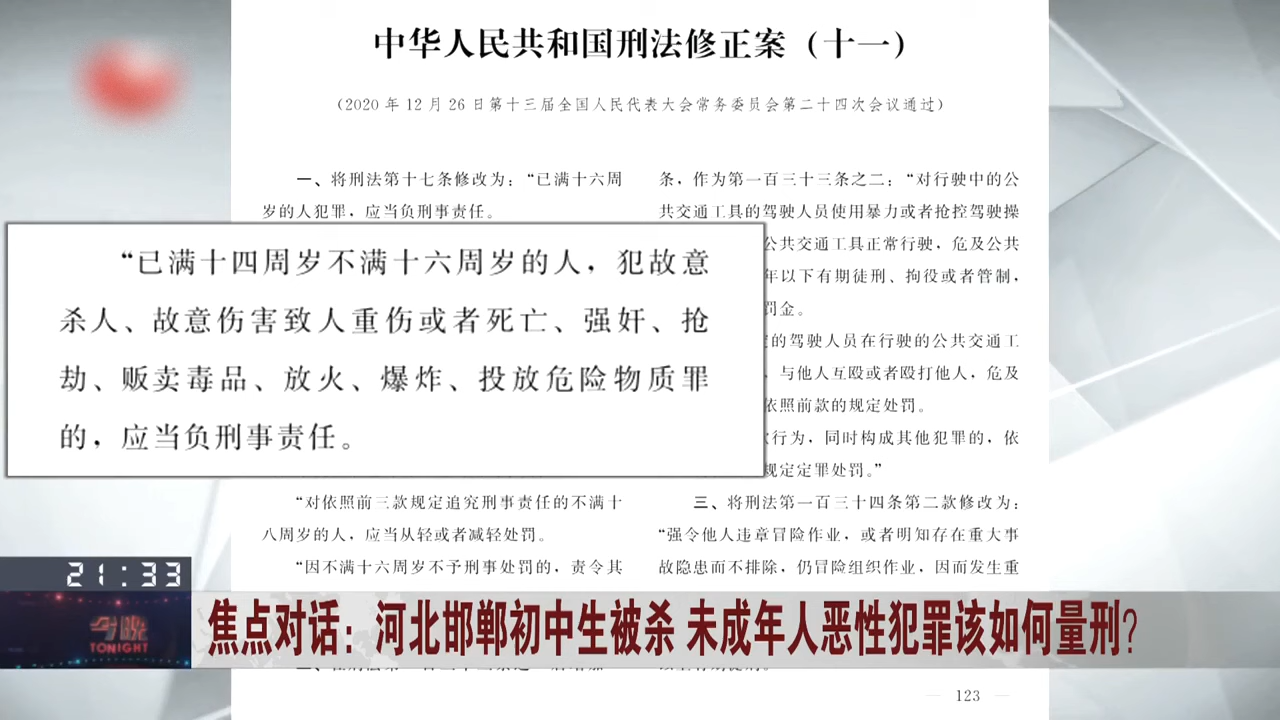 中华人民共和国刑法修正案（十一）
（2020年12月26日第十三届全国人民代表大会常务委员会第二十四次会议通过）
一、将刑法第十七条修改为：“已满十六周
岁的人犯罪，应当负刑事责任。
“已满十四周岁不满十六周岁的人，犯故意
杀人、故意伤害致人重伤或者死亡、强奸、抢
劫、贩卖毒品、放火、爆炸、投放危险物质罪
的，应当负刑事责任。
“对依照前三款规定追究刑事责任的不满十
八周岁的人，应当从轻或者减轻处罚。
“因不满十六周岁不予刑事处罚的，责令其
条，作为第一百三十三条之二：“对行驶中的公
共交通工具的驾驶人员使用暴力或者抢控驾驶操
公共交通工具正常行驶，危及公共
年以下有期徒刑、拘役或者管制，
罚金。
的驾驶人员在行驶的公共交通工
，与他人互殴或者殴打他人，危及
依照前款的规定处罚。
行为，同时构成其他犯罪的，依
规定定罪处罚。”
三、将刑法第一百三十四条第二款修改为：
“强令他人违章冒险作业，或者明知存在重大事
故隐患而不排除，仍冒险组织作业，因而发生重
21:33
今晚
TONIGHT
焦点对话：河北邯郸初中生被杀 未成年人恶性犯罪该如何量刑？
123